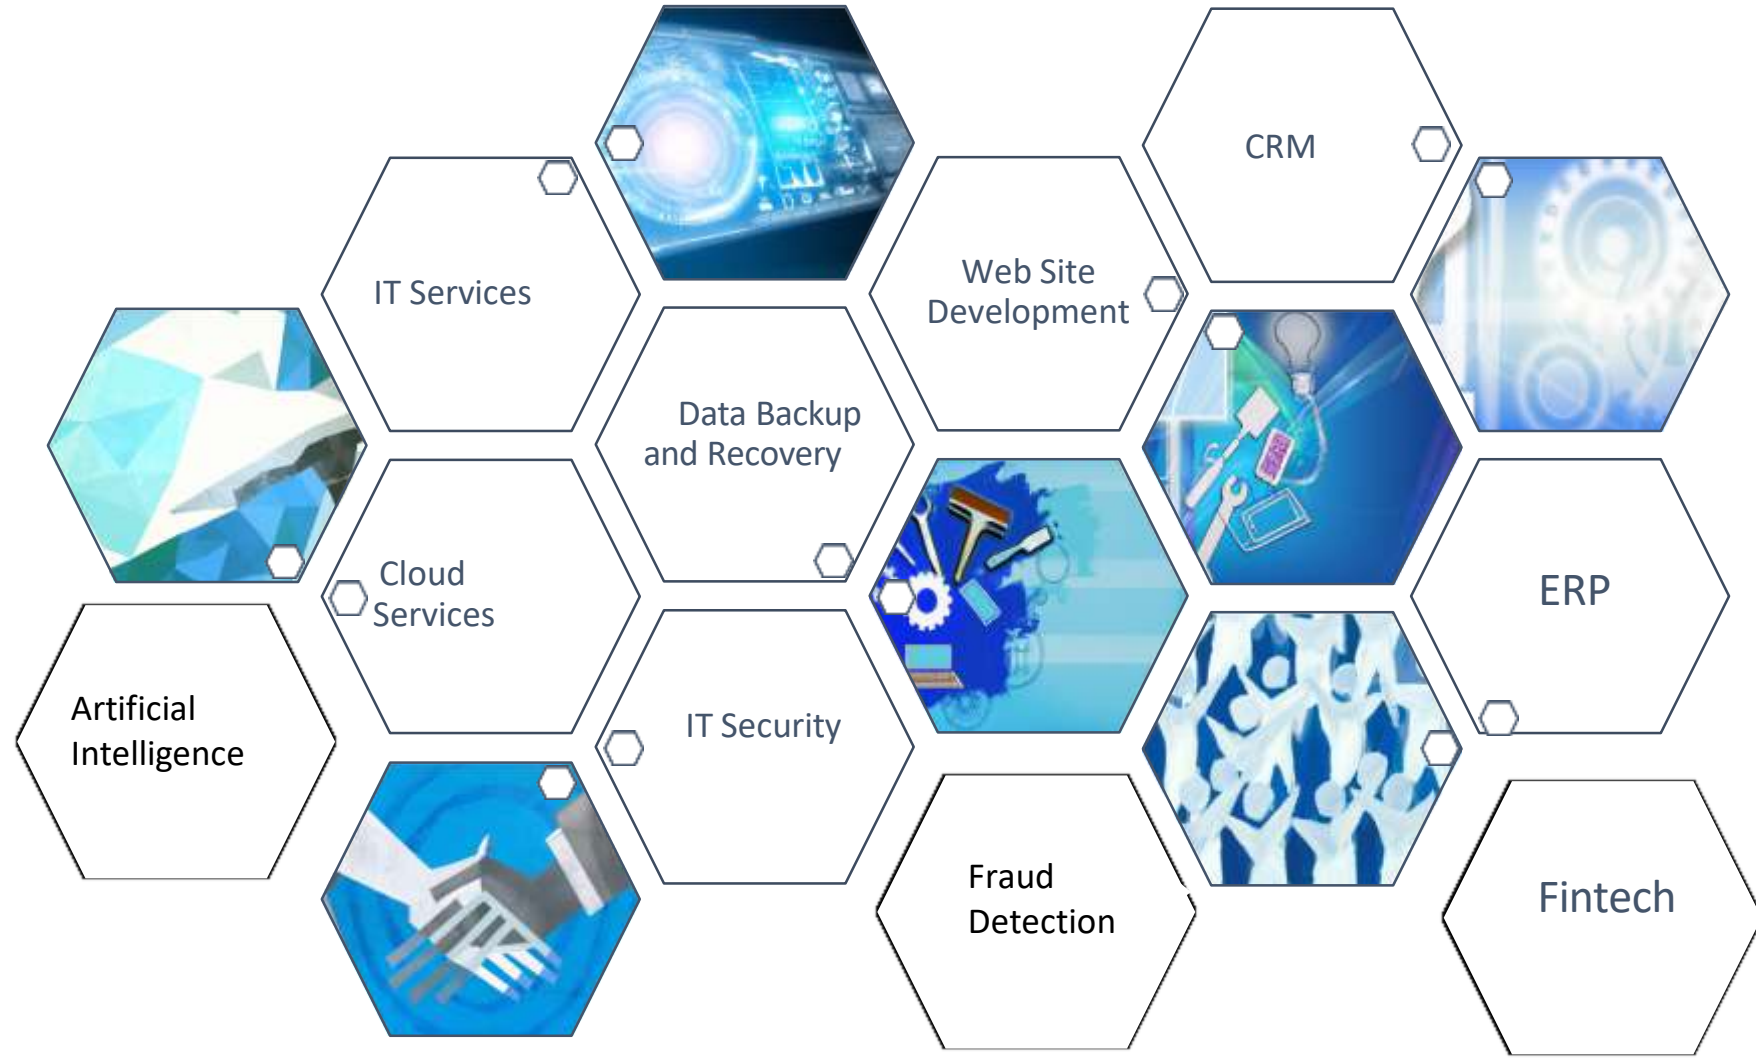 CRM
IT Services
Web Site
Development
Data Backup
and Recovery
Cloud
Services
ERP
Artificial
Intelligence
IT Security
Fraud
Detection
Fintech